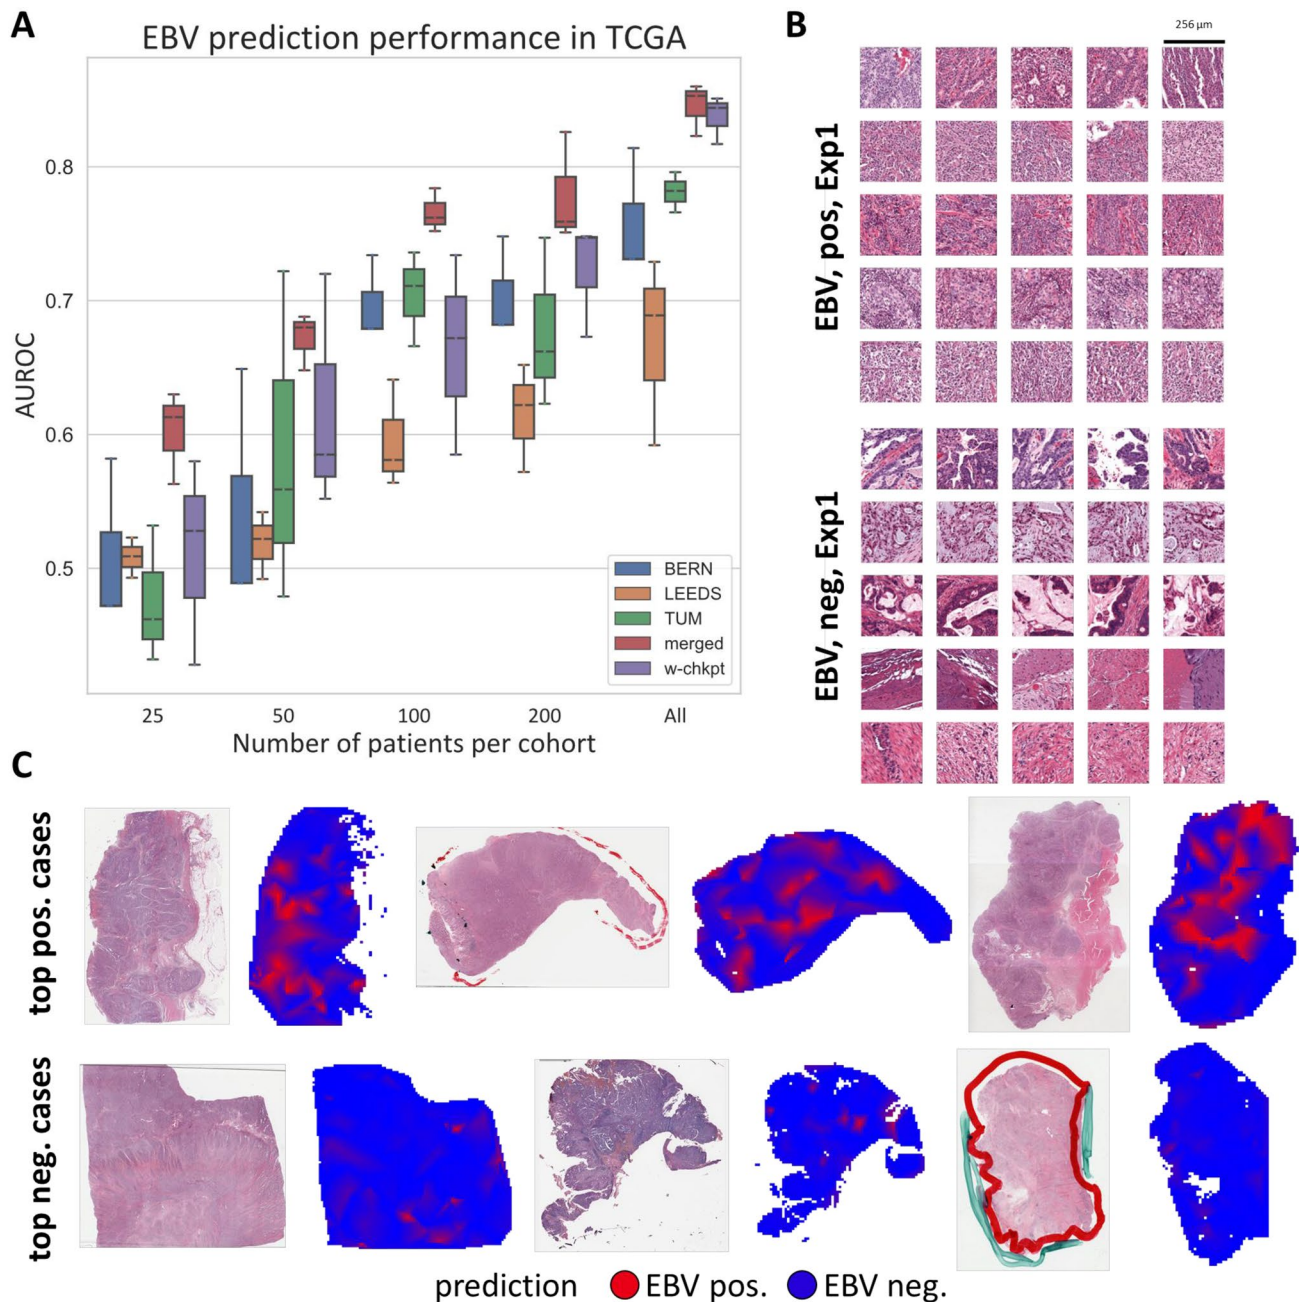 A
EBV prediction performance in TCGA
0.8
0.7
0.6
0.5
AUROC
BERN
LEEDS
TUM
merged
w-chkpt
25 50 100 200 All
Number of patients per cohort
B
256 µm
EBV, pos, Exp1
EBV, neg, Exp1
C
top pos. cases
top neg. cases
prediction EBV pos. EBV neg.